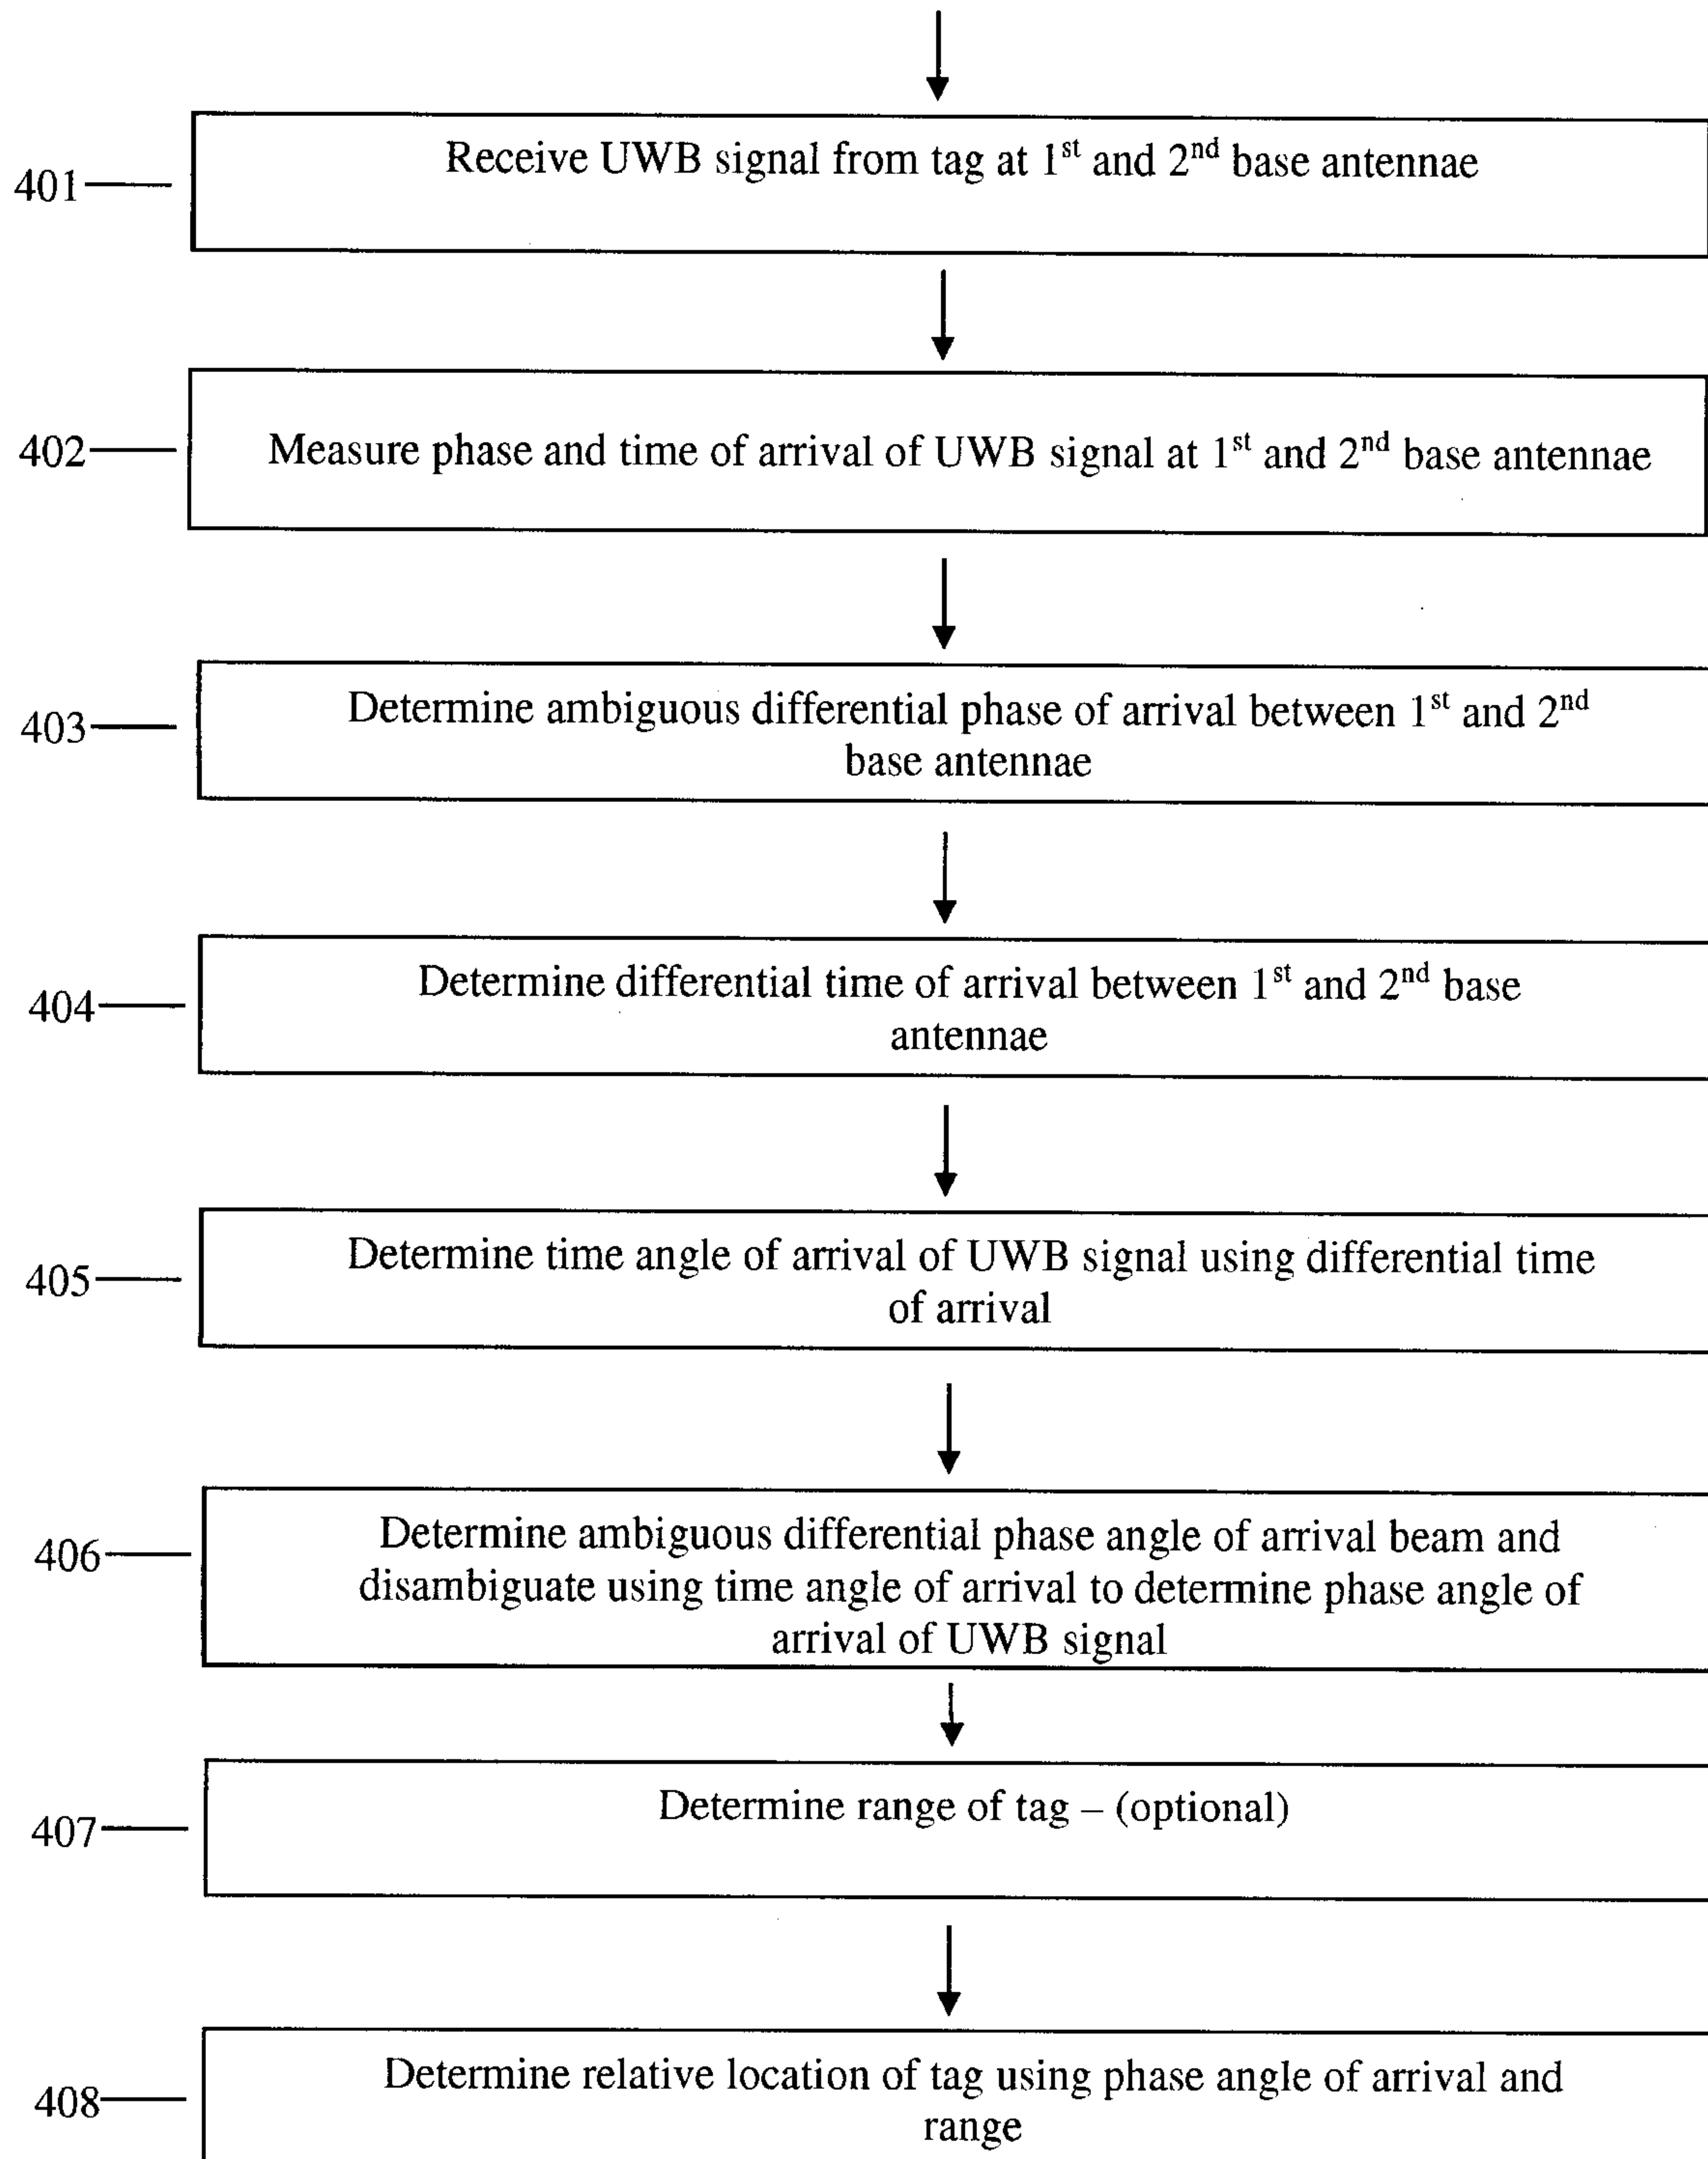 401
Receive UWB signal from tag at 1st and 2nd base antennae
402
Measure phase and time of arrival of UWB signal at 1st and 2nd base antennae
403
Determine ambiguous differential phase of arrival between 1st and 2nd
base antennae
404
Determine differential time of arrival between 1st and 2nd base
antennae
405
Determine time angle of arrival of UWB signal using differential time
of arrival
406
Determine ambiguous differential phase angle of arrival beam and
disambiguate using time angle of arrival to determine phase angle of
arrival of UWB signal
407
Determine range of tag – (optional)
408
Determine relative location of tag using phase angle of arrival and
range